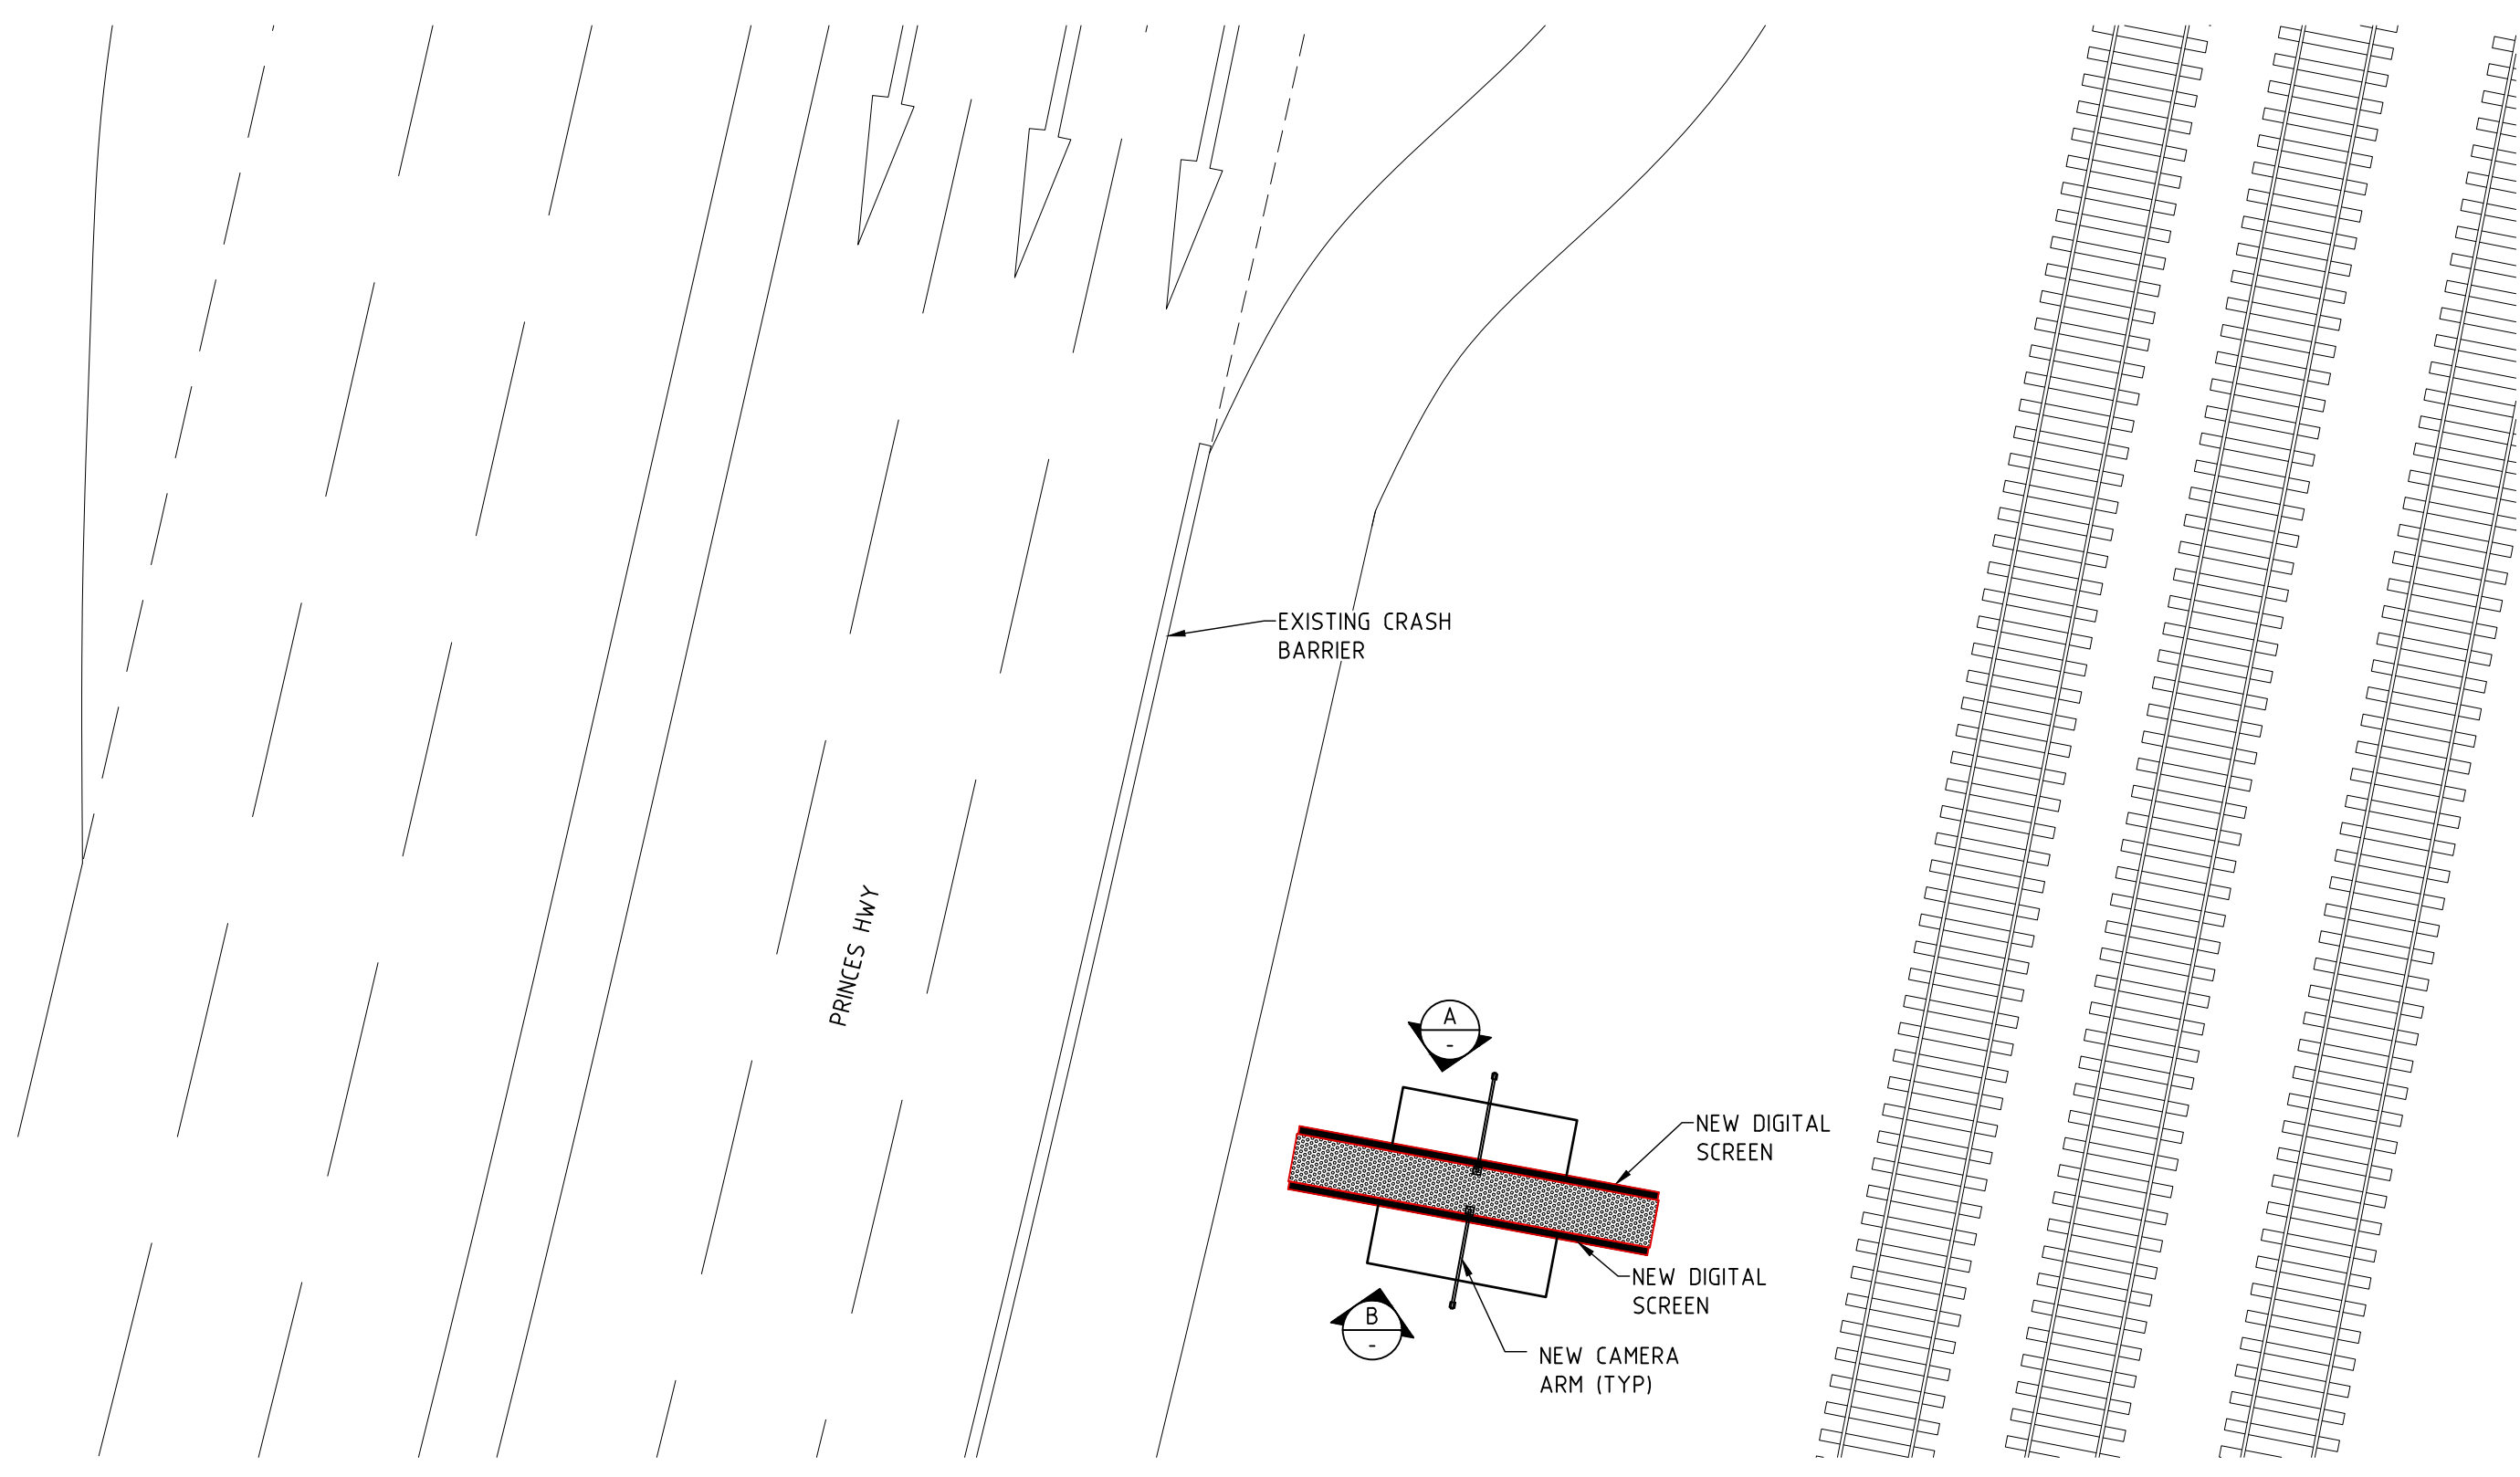 EXISTING CRASH
BARRIER
PRINCES HWY
A
-
NEW DIGITAL
SCREEN
NEW DIGITAL
SCREEN
B
-
NEW CAMERA
ARM (TYP)